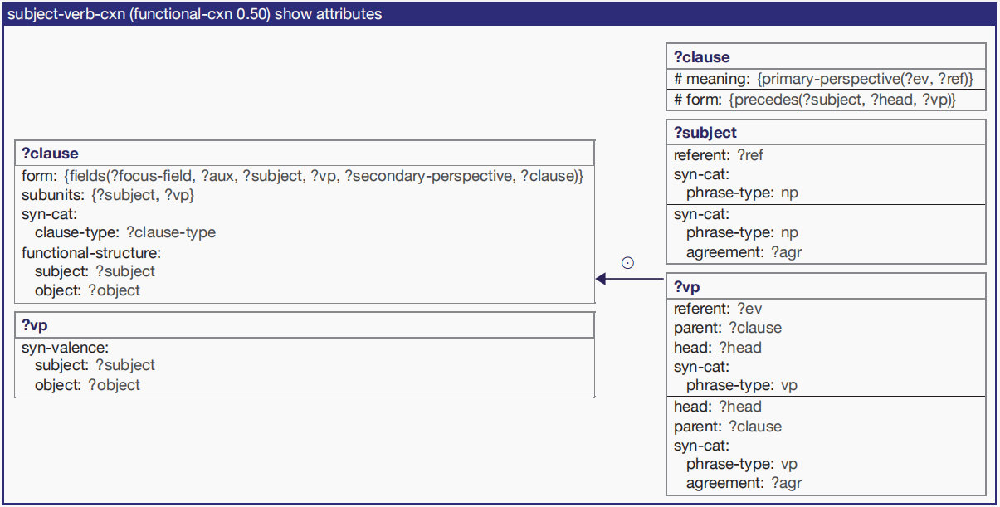 subject-verb-cxn (functional-cxn 0.50) show attributes
?clause
form: {fields(?focus-field, ?aux, ?subject, ?vp, ?secondary-perspective, ?clause)}
subunits: {?subject, ?vp}
syn-cat:
clause-type: ?clause-type
functional-structure:
subject: ?subject
object: ?object
?vp
syn-valence:
subject: ?subject
object: ?object
?clause
# meaning: {primary-perspective(?ev, ?ref)}
# form: {precedes(?subject, ?head, ?vp)}
?subject
referent: ?ref
syn-cat:
phrase-type: np
syn-cat:
phrase-type: np
agreement: ?agr
?vp
referent: ?ev
parent: ?clause
head: ?head
syn-cat:
phrase-type: vp
head: ?head
parent: ?clause
syn-cat:
phrase-type: vp
agreement: ?agr